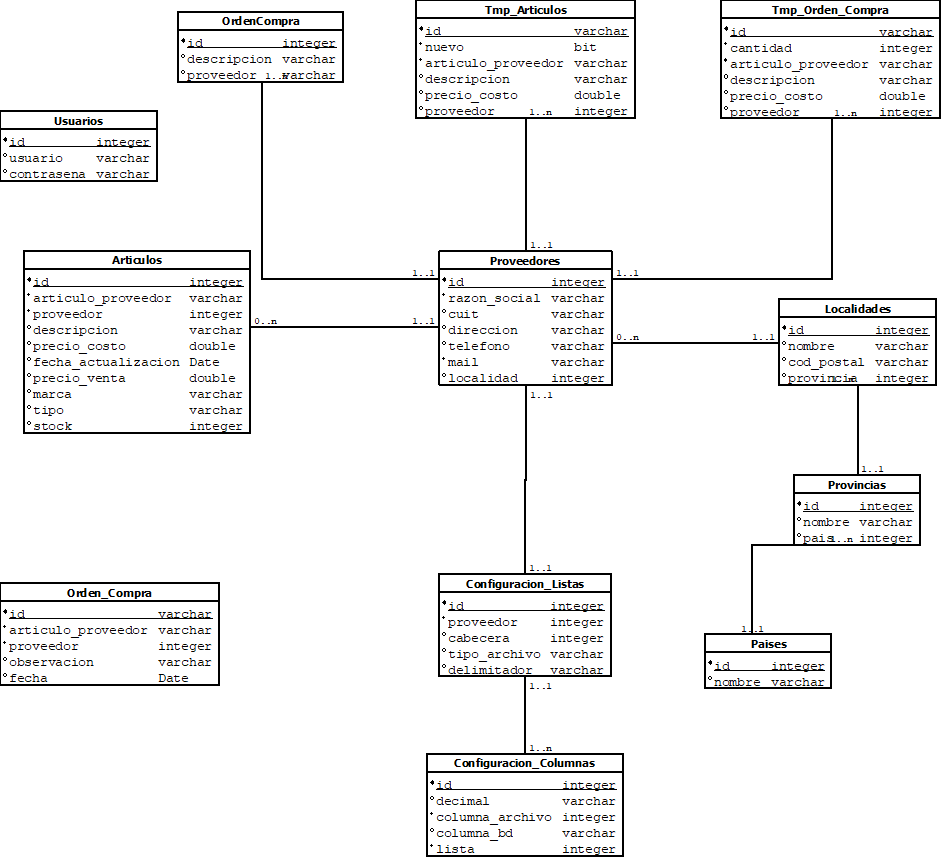 OrdenCompra
id integer
descripcion varchar
proveedor varchar
1..n
Tmp_Articulos
id varchar
nuevo bit
articulo_proveedor varchar
descripcion varchar
precio_costo double
proveedor integer
1..n
Tmp_Orden_Compra
id varchar
cantidad integer
articulo_proveedor varchar
descripcion varchar
precio_costo double
proveedor integer
1..n
Usuarios
id integer
usuario varchar
contrasena varchar
1..1
1..1
1..1
Articulos
id integer
articulo_proveedor varchar
proveedor integer
descripcion varchar
precio_costo double
fecha_actualizacion Date
precio_venta double
marca varchar
tipo varchar
stock integer
0..n
1..1
Proveedores
id integer
razon_social varchar
cuit varchar
direccion varchar
telefono varchar
mail varchar
localidad integer
0..n
1..1
1..1
Localidades
id integer
nombre varchar
cod_postal varchar
provincia integer
1..n
1..1
Provincias
id integer
nombre varchar
pais integer
1..n
1..1
Paises
id integer
nombre varchar
1..1
Configuracion_Listas
id integer
proveedor integer
cabecera integer
tipo_archivo varchar
delimitador varchar
1..1
1..n
Orden_Compra
id varchar
articulo_proveedor varchar
proveedor integer
observacion varchar
fecha Date
Configuracion_Columnas
id integer
decimal varchar
columna_archivo integer
columna_bd varchar
lista integer